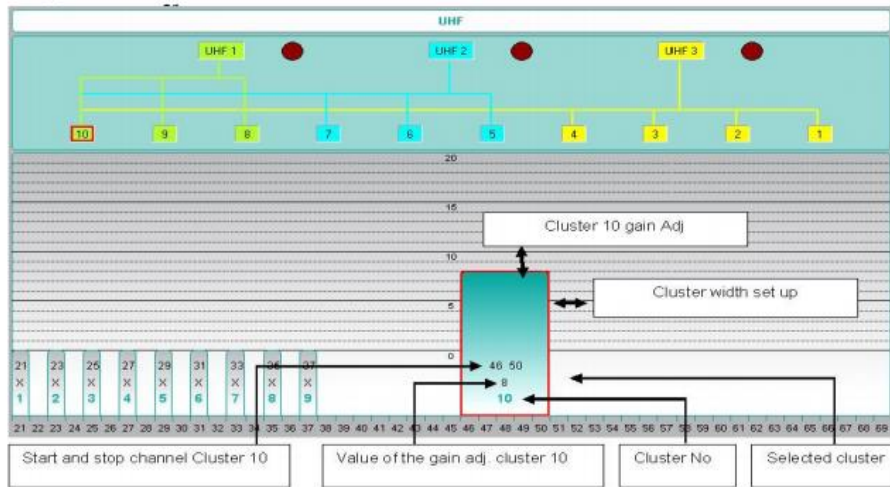 UHF
UHF 1 UHF 2 UHF 3
10 9 8 7 6 5 4 3 2 1
20
15
Cluster 10 gain Adj
10
Cluster width set up
5
0
21 23 25 27 29 31 33 35 37 46 50
X X X X X X X X X 8
1 2 3 4 5 6 7 8 9 10
21 22 23 24 25 26 27 28 29 30 31 32 33 34 35 36 37 38 39 40 41 42 43 44 45 46 47 48 49 50 51 52 53 54 55 56 57 58 59 60 61 62 63 64 65 66 67 68 69
Start and stop channel Cluster 10 Value of the gain adj. cluster 10 Cluster No Selected cluster